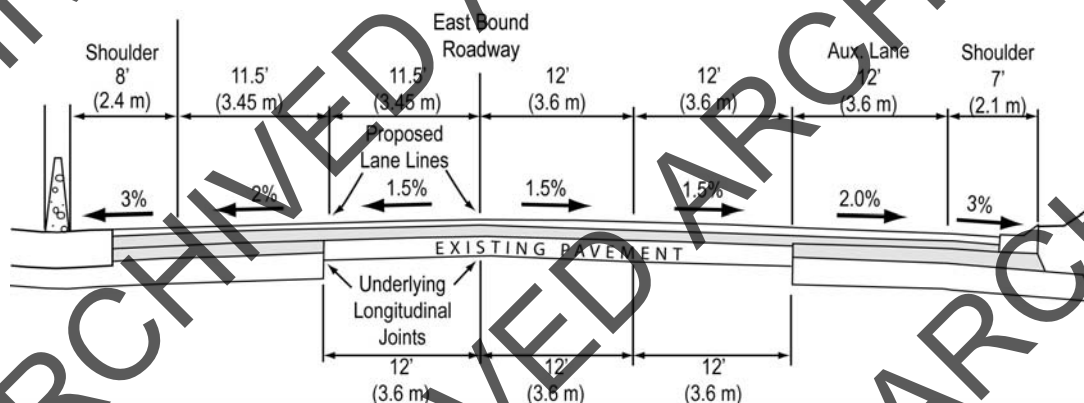 East Bound
Roadway
Shoulder
8'
(2.4 m)
11.5'
(3.45 m)
11.5'
(3.45 m)
12'
(3.6 m)
12'
(3.6 m)
Aux. Lane
12'
(3.6 m)
Shoulder
7'
(2.1 m)
Proposed
Lane Lines
3%
2%
1.5%
1.5%
1.5%
2.0%
3%
EXISTING PAVEMENT
Underlying
Longitudinal
Joints
12'
(3.6 m)
12'
(3.6 m)
12'
(3.6 m)
ARCHIVED
ARCHIVED
ARCHIVED